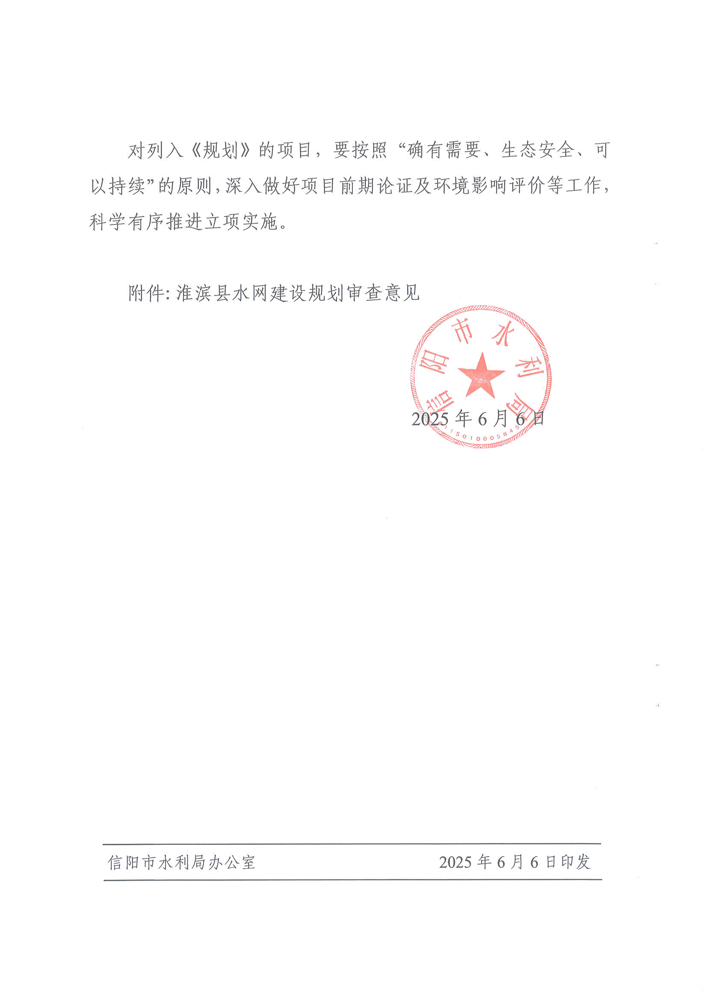 对列入《规划》的项目，要按照“确有需要、生态安全、可
以持续”的原则,深入做好项目前期论证及环境影响评价等工作,
科学有序推进立项实施。
附件:淮滨县水网建设规划审查意见
信阳市水利局
2025年6月6日
115010005645
信阳市水利局办公室 2025年6月6日印发